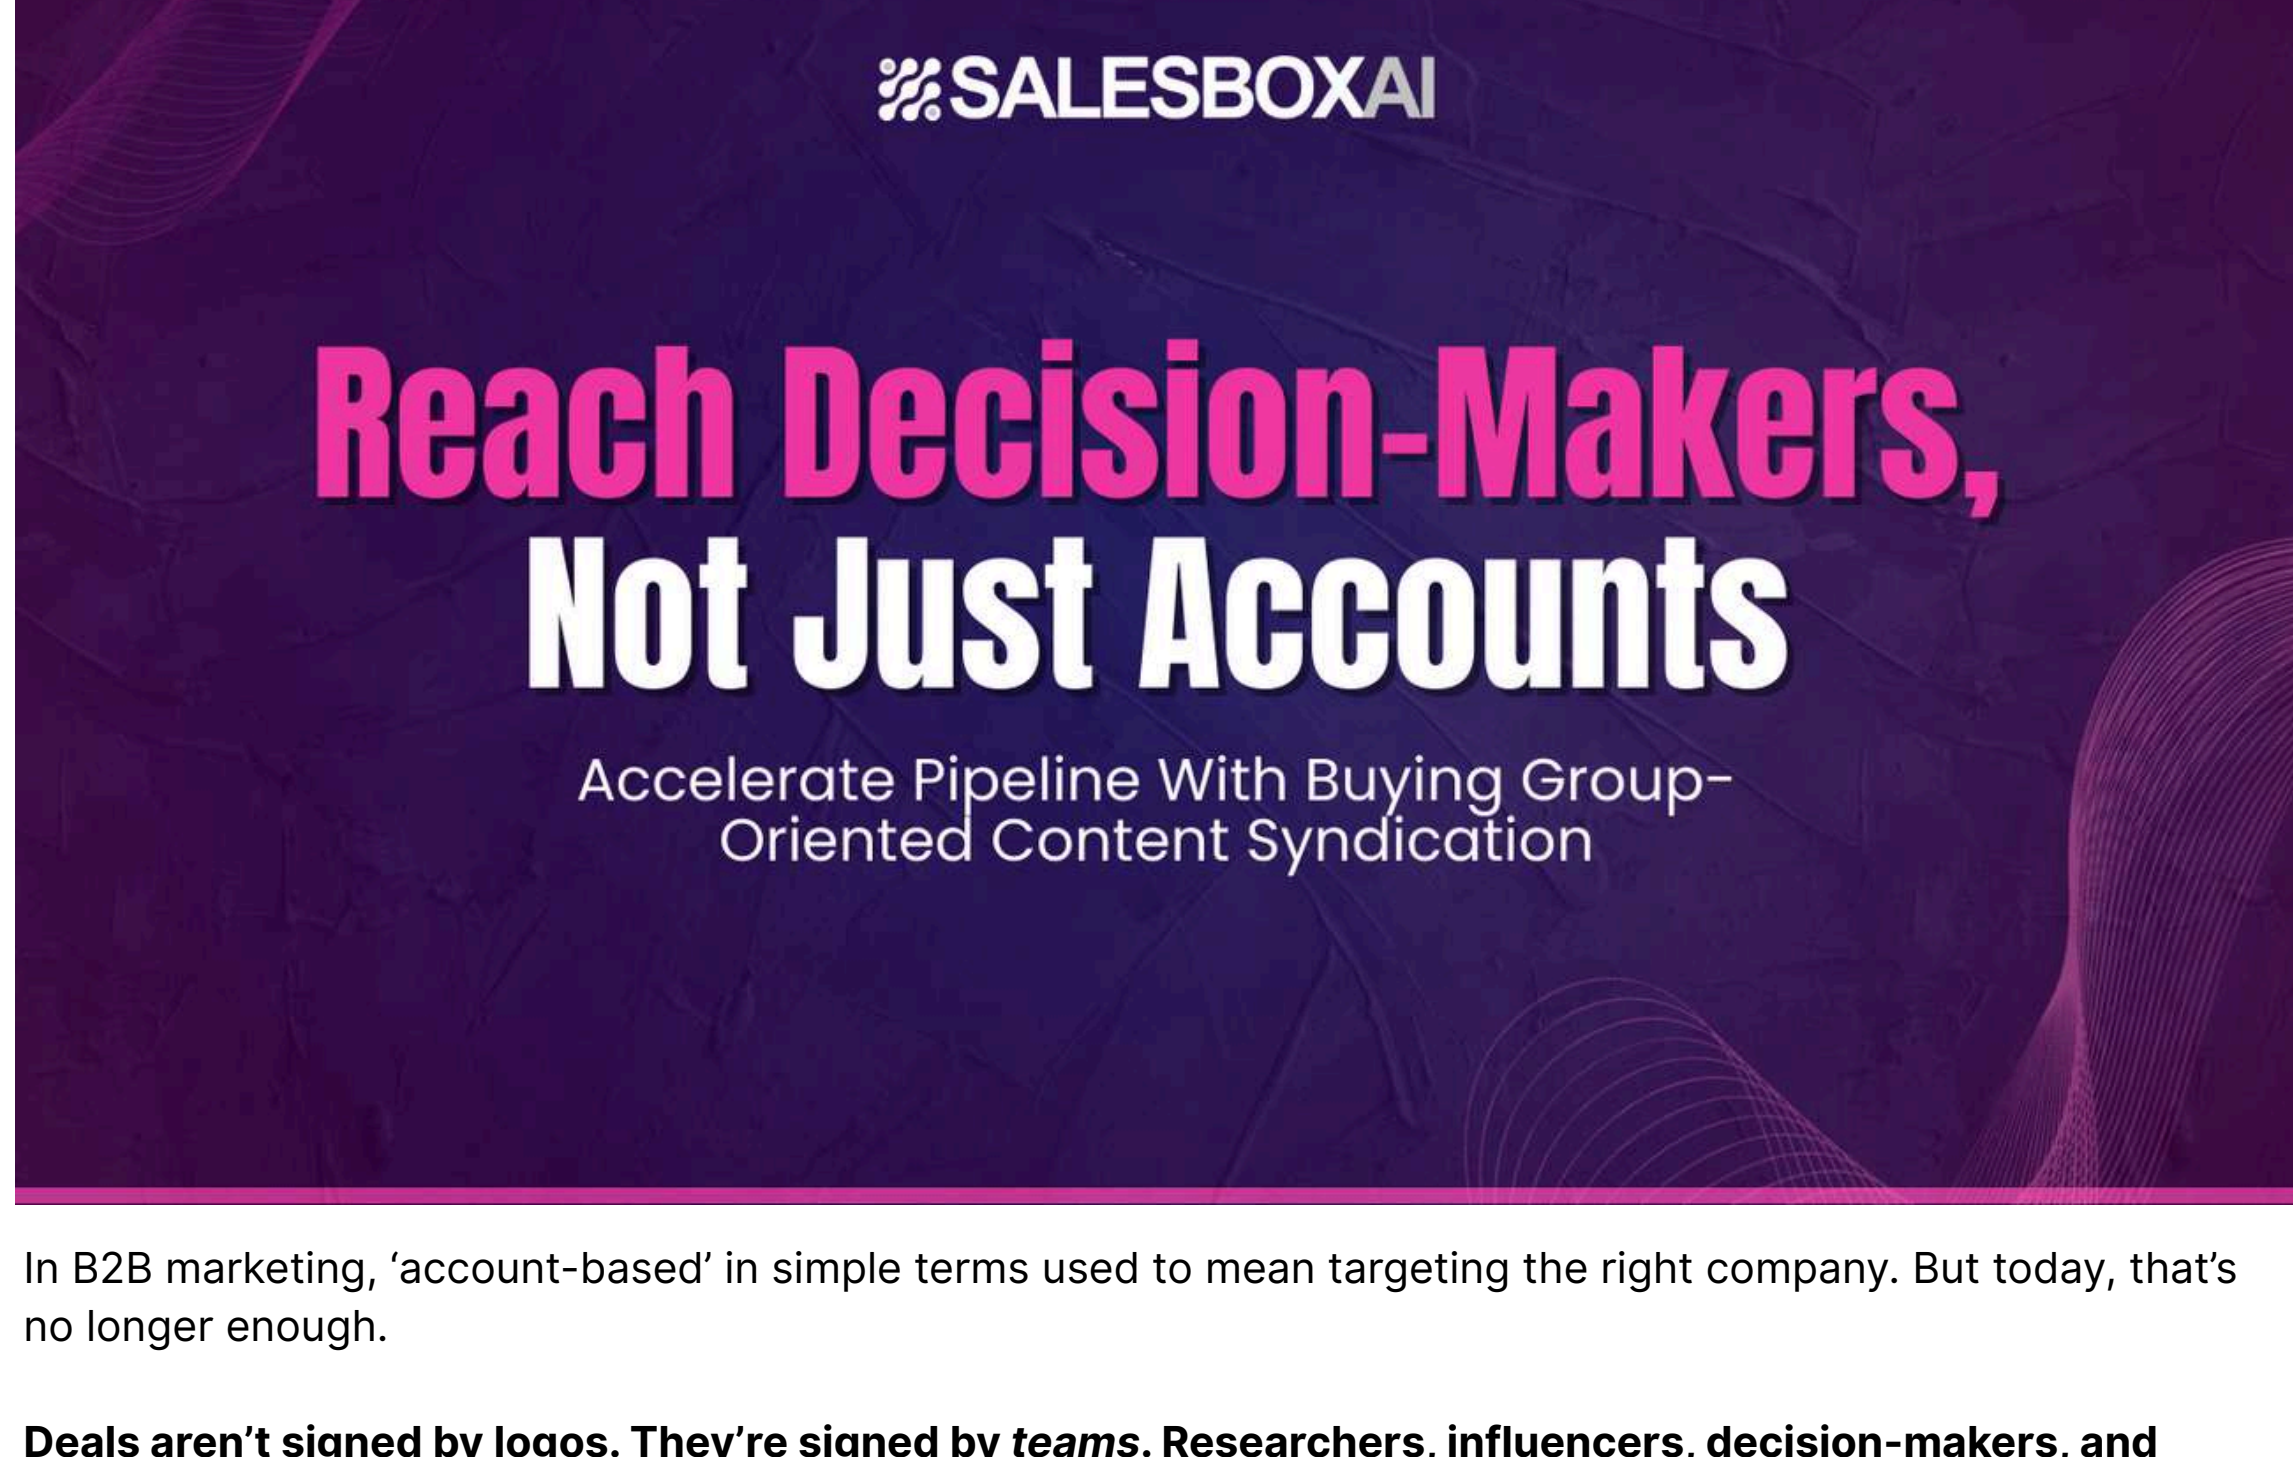 SALESBOXAI
Reach Decision-Makers,
Not Just Accounts
Accelerate Pipeline With Buying Group-
Oriented Content Syndication
In B2B marketing, ‘account-based’ in simple terms used to mean targeting the right company. But today, that’s
no longer enough.
Deals aren’t signed by logos. They’re signed by teams. Researchers, influencers, decision-makers, and